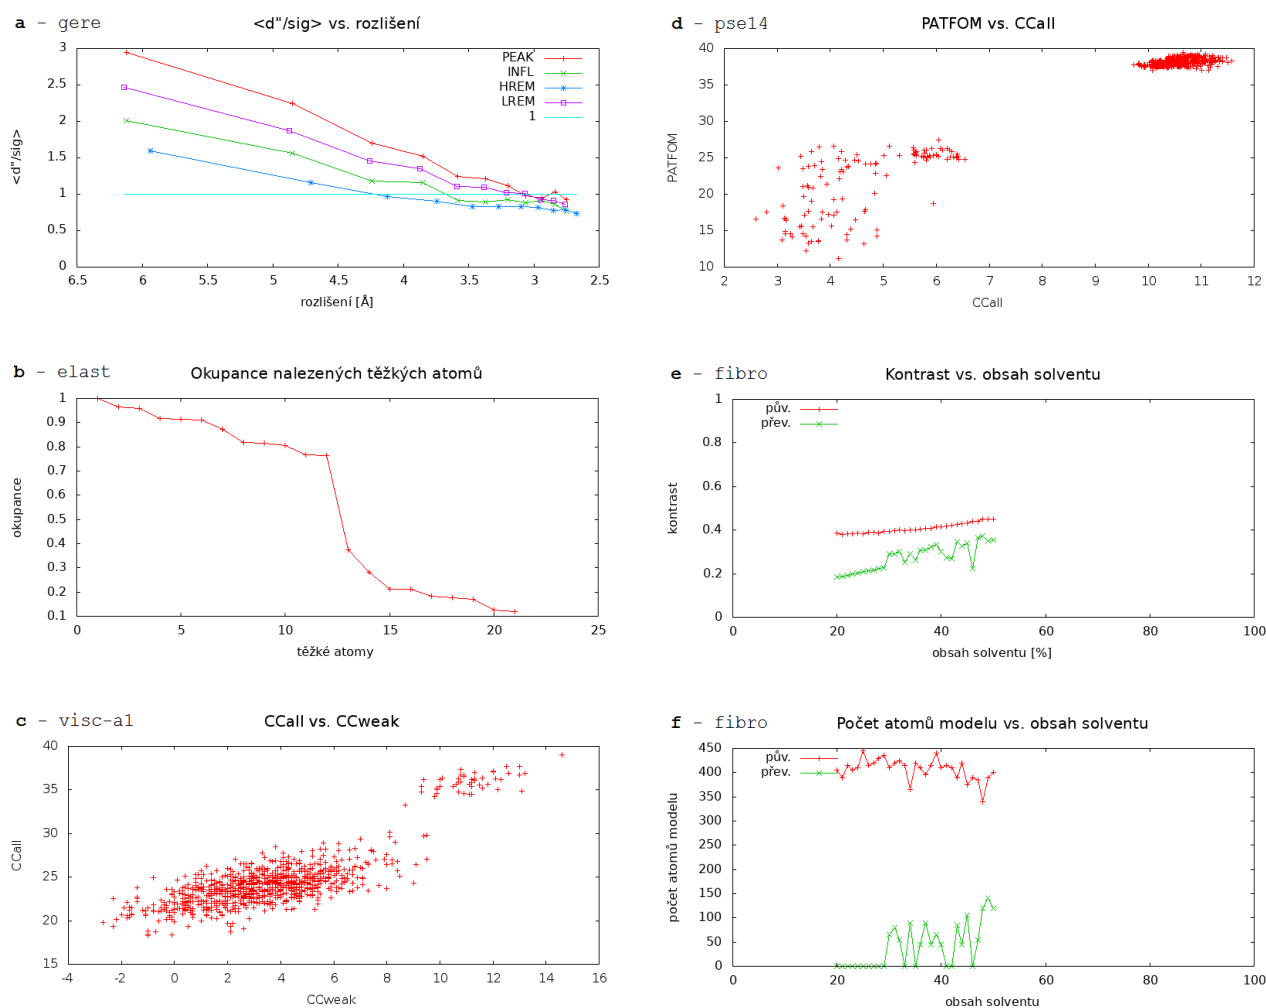 a - gere
<d"/sig> vs. rozlišení
3
2.5
2
1.5
1
0.5
0
<d"/sig>
PEAK
INFL
HREM
LREM
1
6.5 6 5.5 5 4.5 4 3.5 3 2.5
rozlišení [Å]
d - pse14
PATFOM vs. CCall
40
35
30
25
20
15
10
PATFOM
2 3 4 5 6 7 8 9 10 11 12
CCall
b - elast
Okupance nalezených těžkých atomů
1
0.9
0.8
0.7
0.6
0.5
0.4
0.3
0.2
0.1
okupance
0 5 10 15 20 25
těžké atomy
e - fibro
Kontrast vs. obsah solventu
1
0.8
0.6
0.4
0.2
0
kontrast
pův.
přev.
0 20 40 60 80 100
obsah solventu [%]
c - visc-a1
CCall vs. CCweak
40
35
30
25
20
15
CCall
-4 -2 0 2 4 6 8 10 12 14 16
CCweak
f - fibro
Počet atomů modelu vs. obsah solventu
450
400
350
300
250
200
150
100
50
0
počet atomů modelu
pův.
přev.
0 20 40 60 80 100
obsah solventu